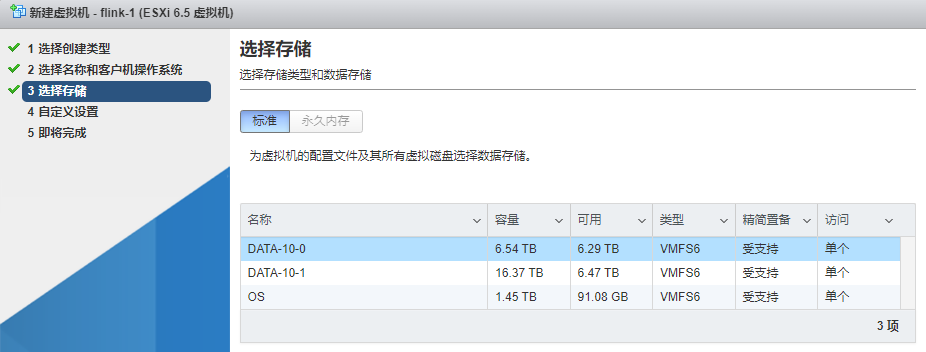 新建虚拟机 - flink-1 (ESXi 6.5 虚拟机)
1 选择创建类型
2 选择名称和客户机操作系统
3 选择存储
4 自定义设置
5 即将完成
选择存储
选择存储类型和数据存储
标准 永久内存
为虚拟机的配置文件及其所有虚拟磁盘选择数据存储。
名称 容量 可用 类型 精简置备 访问
DATA-10-0 6.54 TB 6.29 TB VMFS6 受支持 单个
DATA-10-1 16.37 TB 6.47 TB VMFS6 受支持 单个
OS 1.45 TB 91.08 GB VMFS6 受支持 单个
3 项